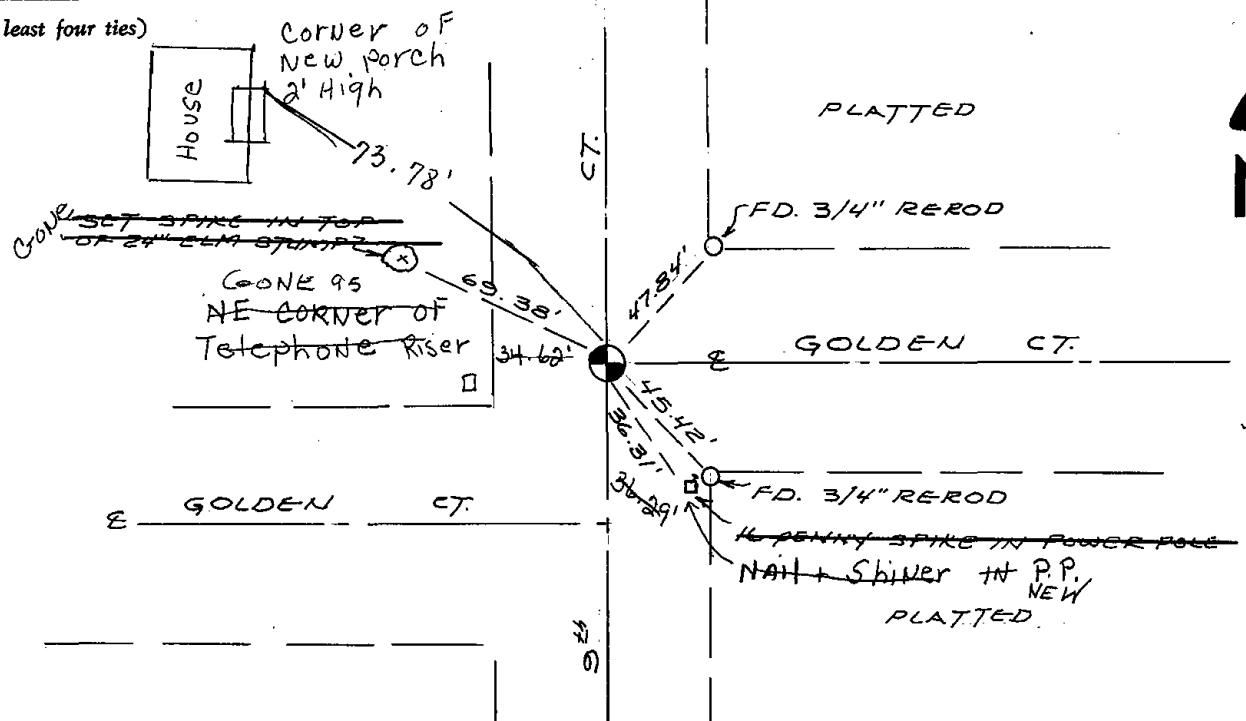 least four ties)
Corner of
New porch
2' High
House
73.78'
PLATTED
CT.
FD. 3/4" REROD
GONE
SET SPIKE IN TOP
OF 24" ELM STUMP
69.38'
47.84'
GONE 95
NE CORNER OF
Telephone Riser
34.62'
GOLDEN CT.
45.42'
36.31'
36.29'
FD. 3/4" REROD
GOLDEN CT.
16 PENNY SPIKE IN POWER POLE
NAil + ShiNer IN P.P.
NEW
PLATTED
9th